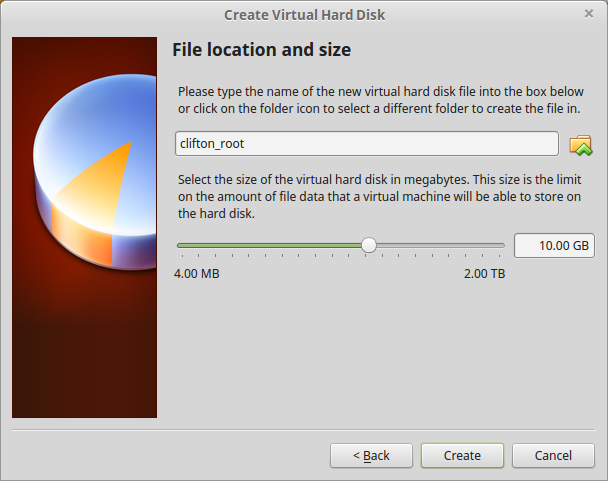 Create Virtual Hard Disk
File location and size
Please type the name of the new virtual hard disk file into the box below
or click on the folder icon to select a different folder to create the file in.
clifton_root
Select the size of the virtual hard disk in megabytes. This size is the limit
on the amount of file data that a virtual machine will be able to store on
the hard disk.
10.00 GB
4.00 MB 2.00 TB
< Back Create Cancel